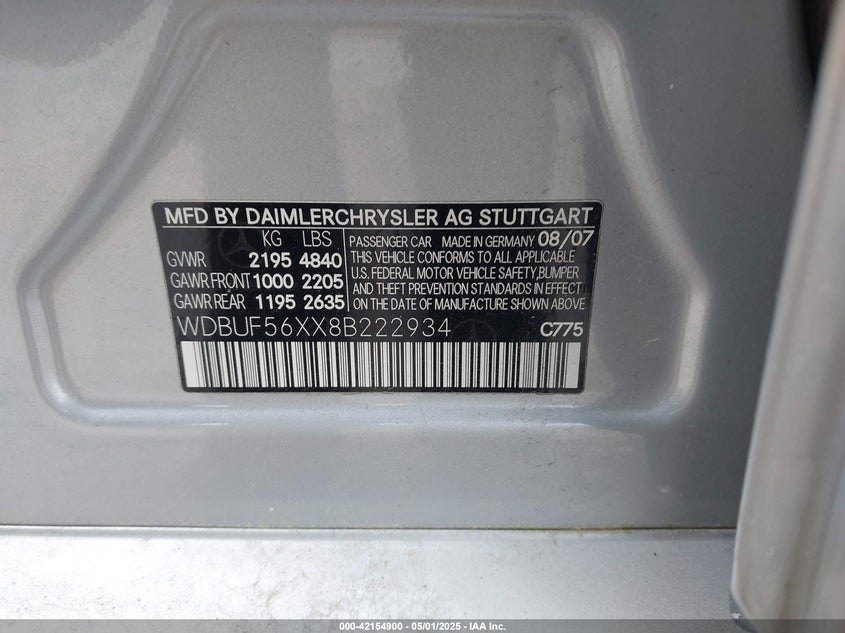 MFD BY DAIMLERCHRYSLER AG STUTTGART
KG LBS
GVWR 2195 4840
GAWR FRONT 1000 2205
GAWR REAR 1195 2635
PASSENGER CAR MADE IN GERMANY 08/07
THIS VEHICLE CONFORMS TO ALL APPLICABLE
U.S. FEDERAL MOTOR VEHICLE SAFETY,BUMPER
AND THEFT PREVENTION STANDARDS IN EFFECT
ON THE DATE OF MANUFACTURE SHOWN ABOVE
WDBUF56XX8B222934 C775
000-42154900 - 05/01/2025 - IAA Inc.